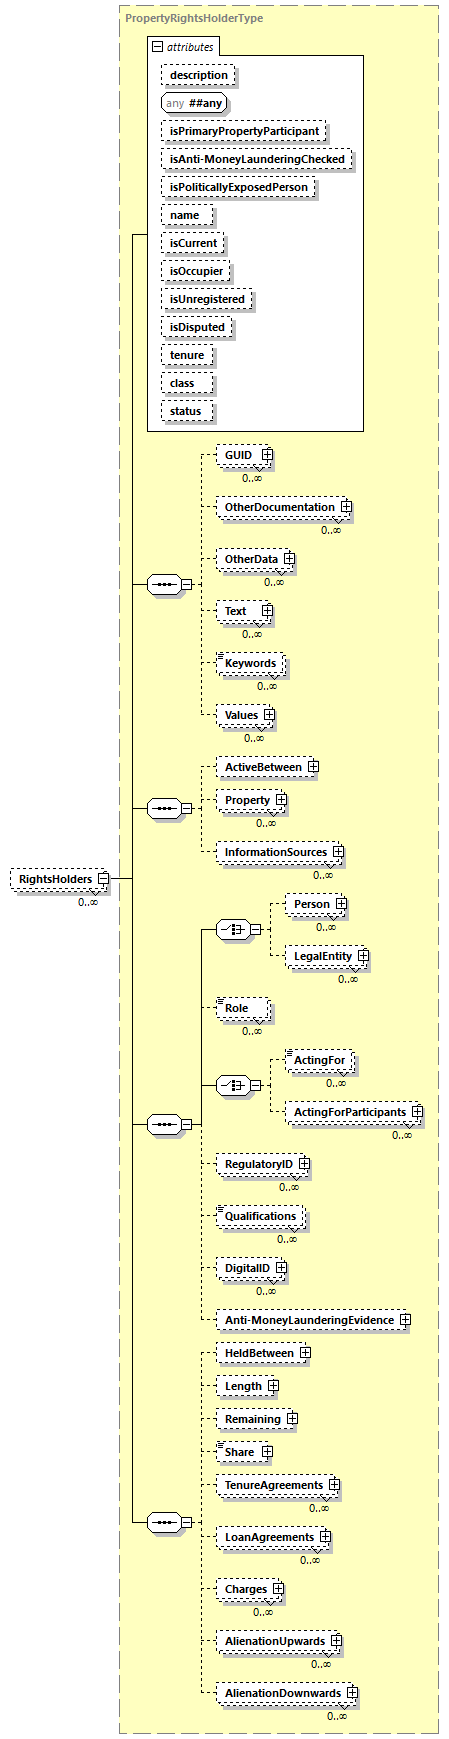 PropertyRightsHolderType
attributes
description
any ##any
isPrimaryPropertyParticipant
isAnti-MoneyLaunderingChecked
isPoliticallyExposedPerson
name
isCurrent
isOccupier
isUnregistered
isDisputed
tenure
class
status
GUID
0..∞
OtherDocumentation
0..∞
OtherData
0..∞
Text
0..∞
Keywords
0..∞
Values
0..∞
ActiveBetween
Property
0..∞
InformationSources
0..∞
RightsHolders
0..∞
Person
0..∞
LegalEntity
0..∞
Role
0..∞
ActingFor
0..∞
ActingForParticipants
0..∞
RegulatoryID
0..∞
Qualifications
0..∞
DigitalID
0..∞
Anti-MoneyLaunderingEvidence
HeldBetween
Length
Remaining
Share
TenureAgreements
0..∞
LoanAgreements
0..∞
Charges
0..∞
AlienationUpwards
0..∞
AlienationDownwards
0..∞